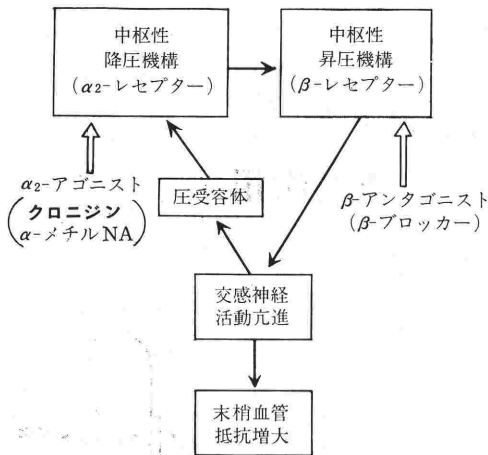 中枢性
降圧機構
(α2-レセプター)
中枢性
昇圧機構
(β-レセプター)
α2-アゴニスト
(クロニジン
α-メチルNA)
圧受容体
β-アンタゴニスト
(β-ブロッカー)
交感神経
活動亢進
末梢血管
抵抗増大